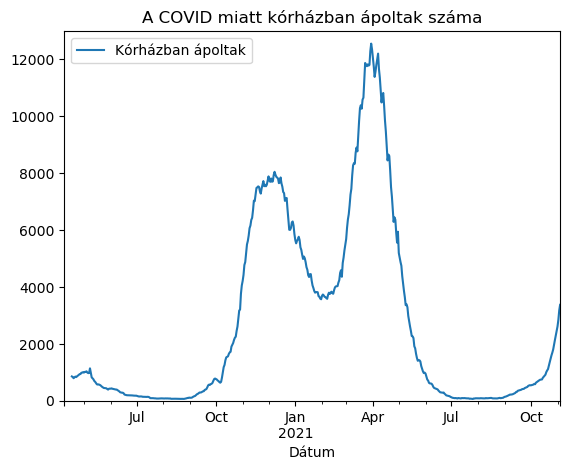 A COVID miatt kórházban ápoltak száma
Kórházban ápoltak
12000
10000
8000
6000
4000
2000
0
Jul Oct Jan Apr Jul Oct
2021
Dátum